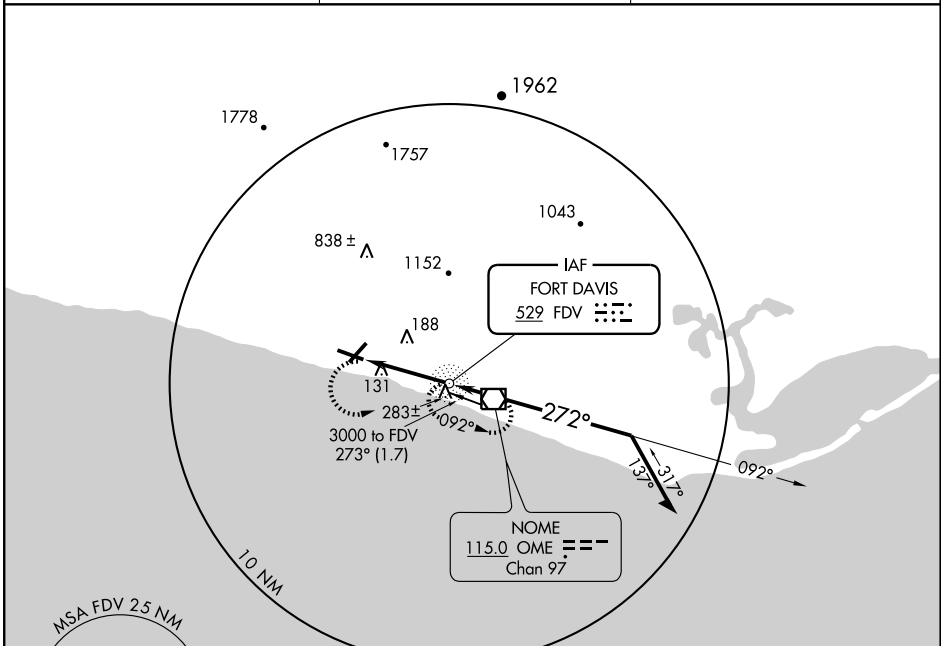 1962
1778
1757
1043
838 ±
1152
IAF
FORT DAVIS
529 FDV
188
131
283±
3000 to FDV
273° (1.7)
092°
272°
092°
317°
137°
NOME
115.0 OME
Chan 97
10 NM
MSA FDV 25 NM